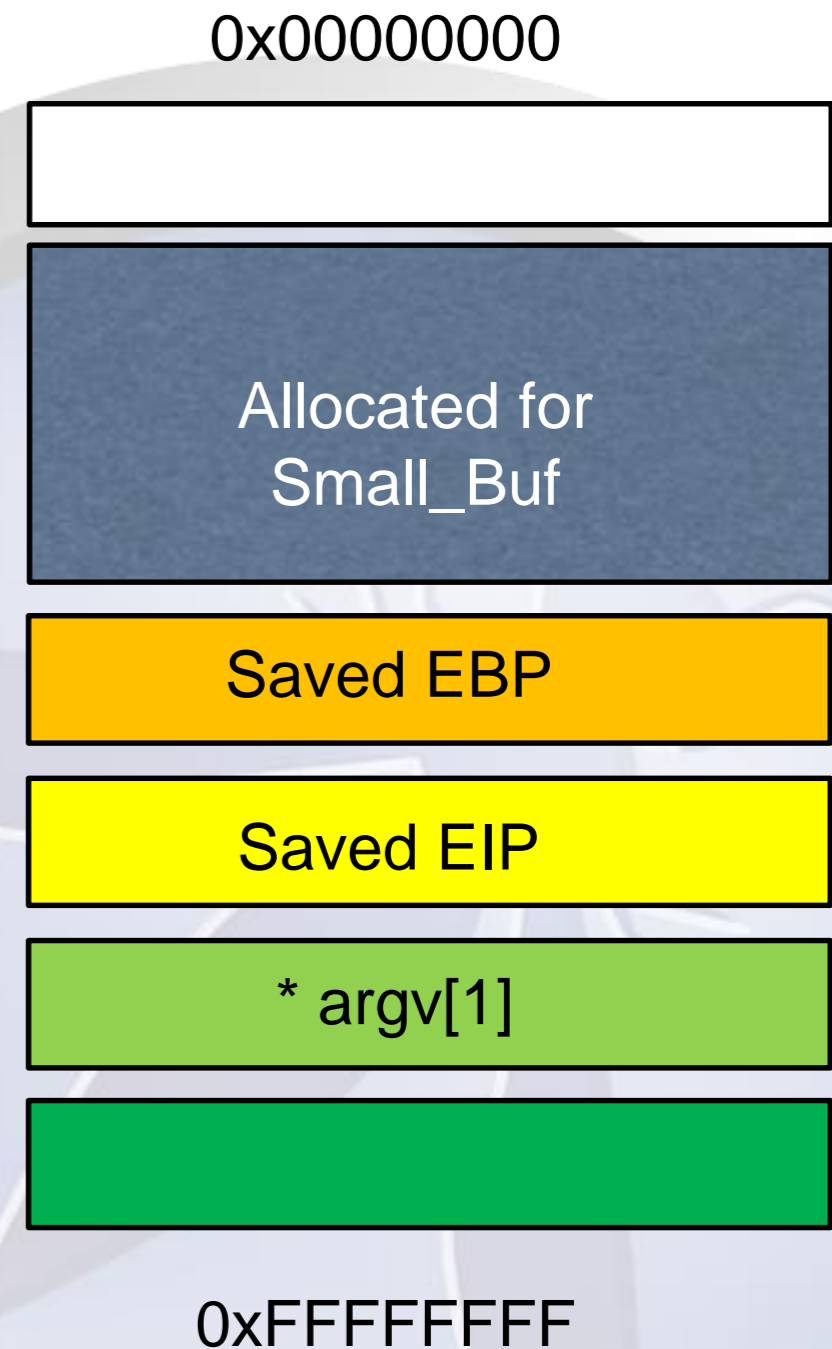 0x00000000
Allocated for
Small_Buf
Saved EBP
Saved EIP
* argv[1]
0xFFFFFFFF